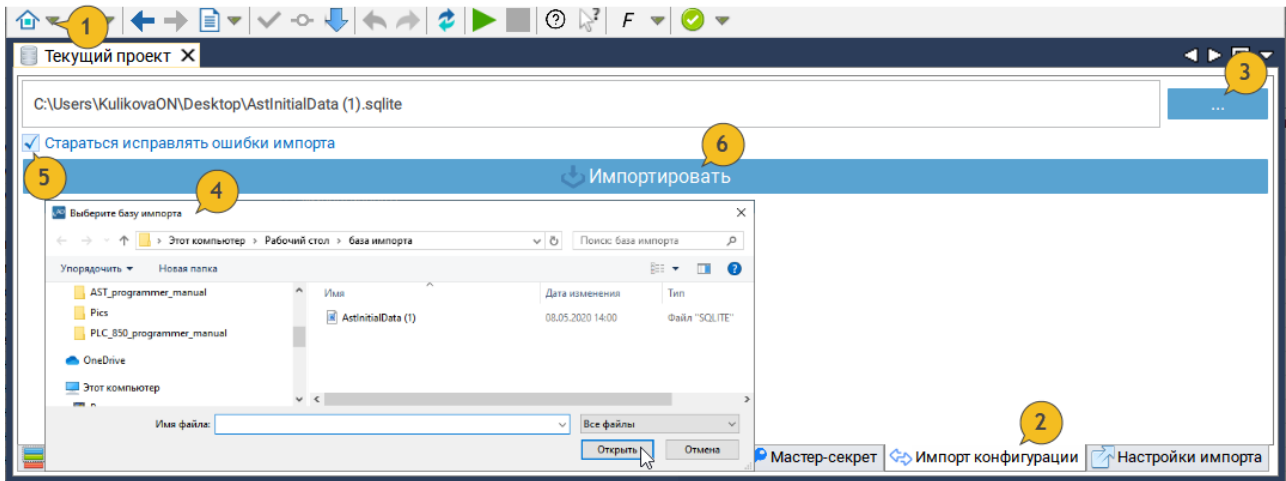 1
F
Текущий проект
3
C:\Users\KulikovaON\Desktop\AstInitialData (1).sqlite
...
Стараться исправлять ошибки импорта
6
5
Импортировать
4
Выберите базу импорта
Этот компьютер > Рабочий стол > база импорта
Поиск: база импорта
Упорядочить
Новая папка
AST_programmer_manual
Pics
PLC_850_programmer_manual
OneDrive
Этот компьютер
Имя
Дата изменения
Тип
AstInitialData (1)
08.05.2020 14:00
Файл "SQLITE"
Имя файла:
Все файлы
Открыть
Отмена
2
Мастер-секрет
Импорт конфигурации
Настройки импорта